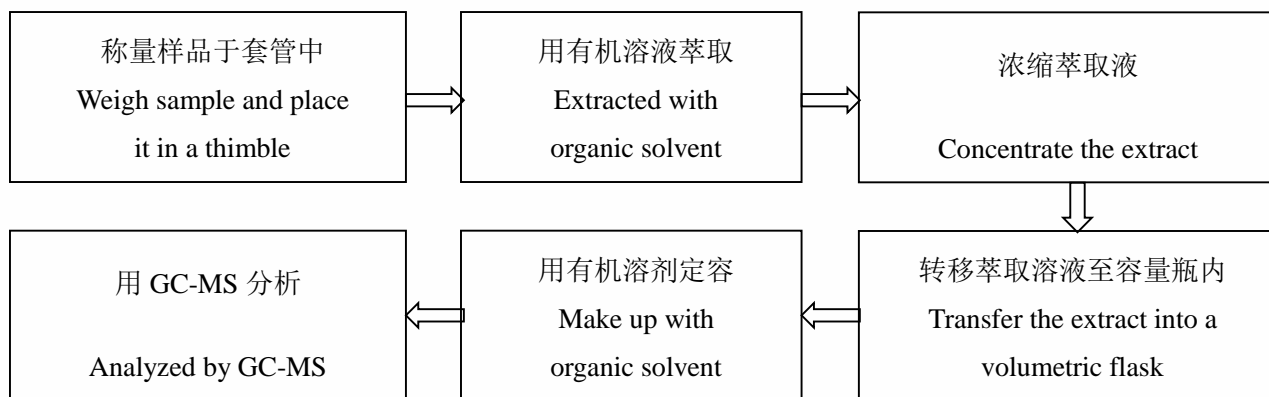 称量样品于套管中
Weigh sample and place
it in a thimble
用有机溶液萃取
Extracted with
organic solvent
浓缩萃取液
Concentrate the extract
转移萃取溶液至容量瓶内
Transfer the extract into a
volumetric flask
用有机溶剂定容
Make up with
organic solvent
用 GC-MS 分析
Analyzed by GC-MS